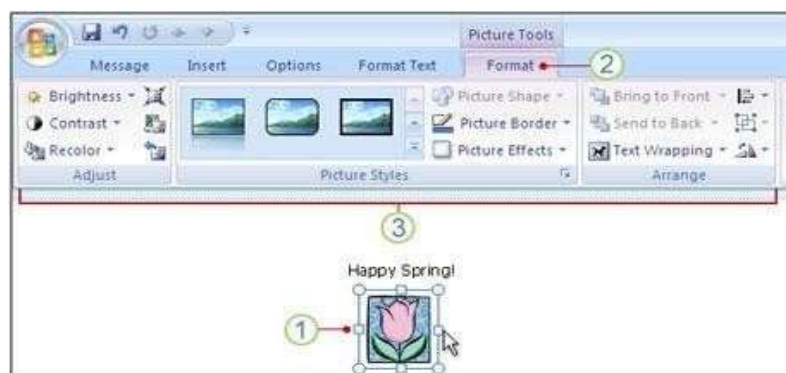 Picture Tools
Message Insert Options Format Text Format 2
Brightness Picture Shape Bring to Front
Contrast Picture Border Send to Back
Recolor Picture Effects Text Wrapping
Adjust Picture Styles Arrange
3
Happy Spring!
1